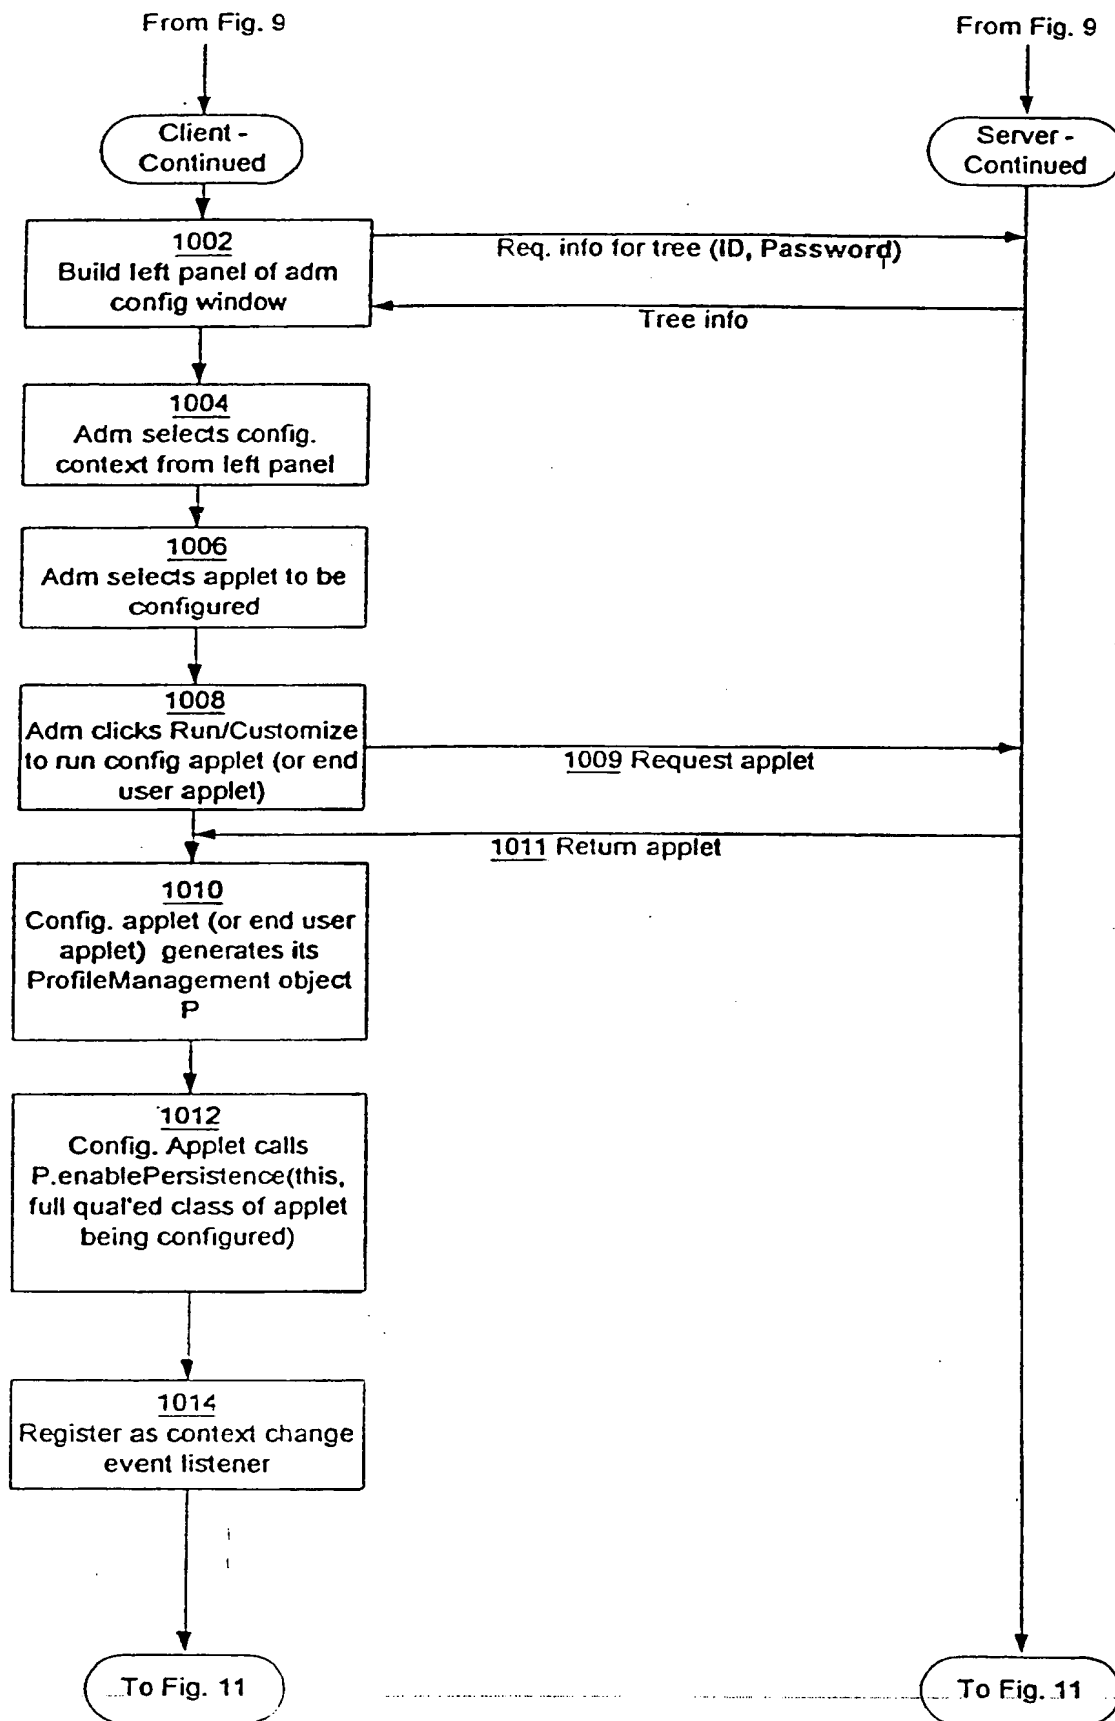 From Fig. 9
From Fig. 9
Client -
Continued
Server -
Continued
1002
Build left panel of adm
config window
Req. info for tree (ID, Password)
Tree info
1004
Adm selects config.
context from left panel
1006
Adm selects applet to be
configured
1008
Adm clicks Run/Customize
to run config applet (or end
user applet)
1009 Request applet
1011 Return applet
1010
Config. applet (or end user
applet) generates its
ProfileManagement object
P
1012
Config. Applet calls
P.enablePersistence(this,
full qual'ed class of applet
being configured)
1014
Register as context change
event listener
To Fig. 11
To Fig. 11